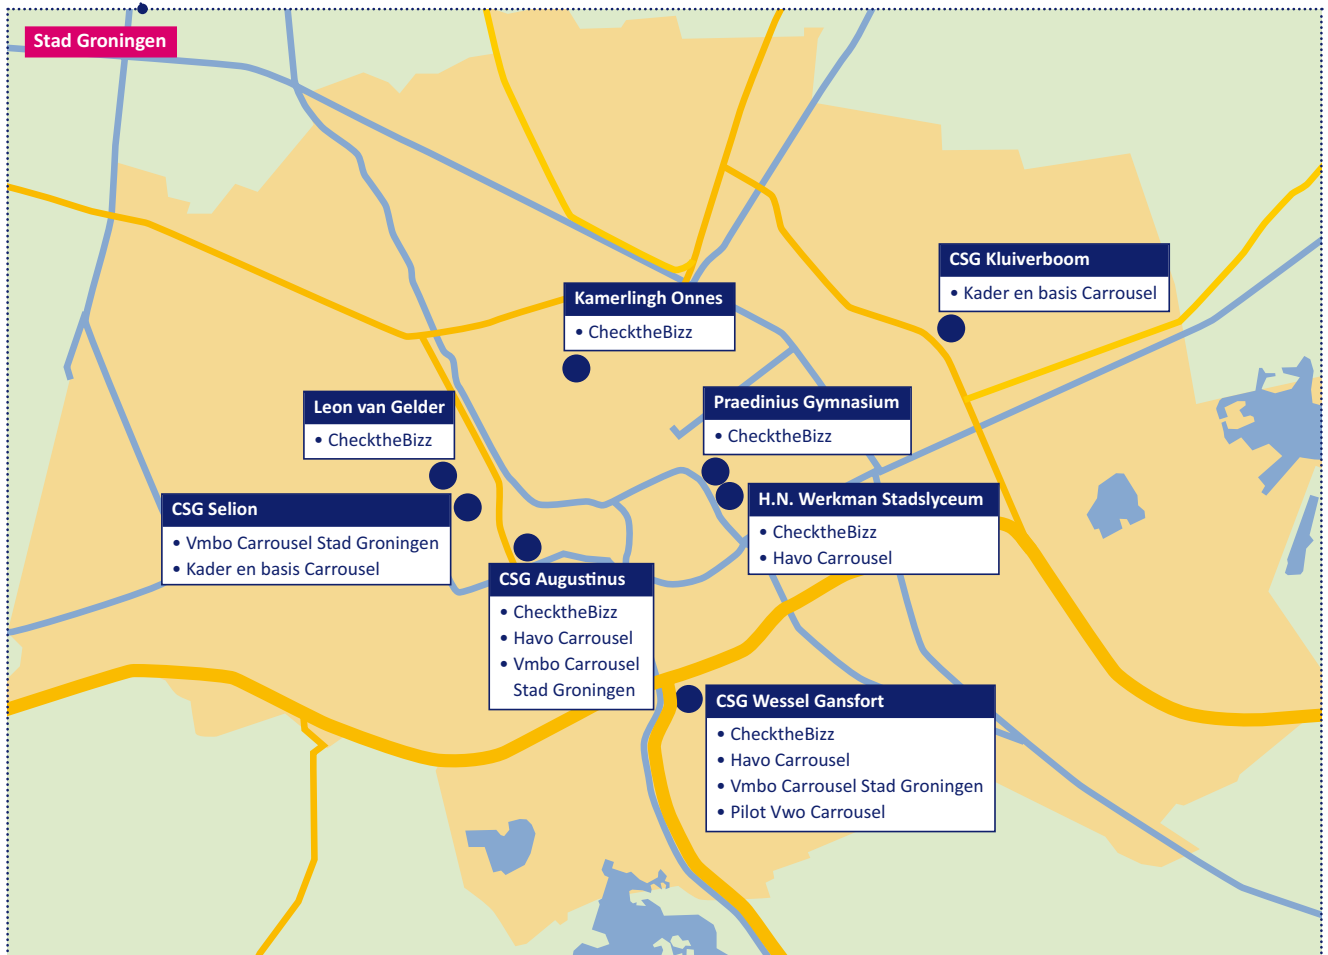 Stad Groningen
CSG Kluiverboom
• Kader en basis Carrousel
Kamerlingh Onnes
• ChecktheBizz
Leon van Gelder
• ChecktheBizz
Praedinius Gymnasium
• ChecktheBizz
CSG Selion
• Vmbo Carrousel Stad Groningen
• Kader en basis Carrousel
H.N. Werkman Stadslyceum
• ChecktheBizz
• Havo Carrousel
CSG Augustinus
• ChecktheBizz
• Havo Carrousel
• Vmbo Carrousel
Stad Groningen
CSG Wessel Gansfort
• ChecktheBizz
• Havo Carrousel
• Vmbo Carrousel Stad Groningen
• Pilot Vwo Carrousel